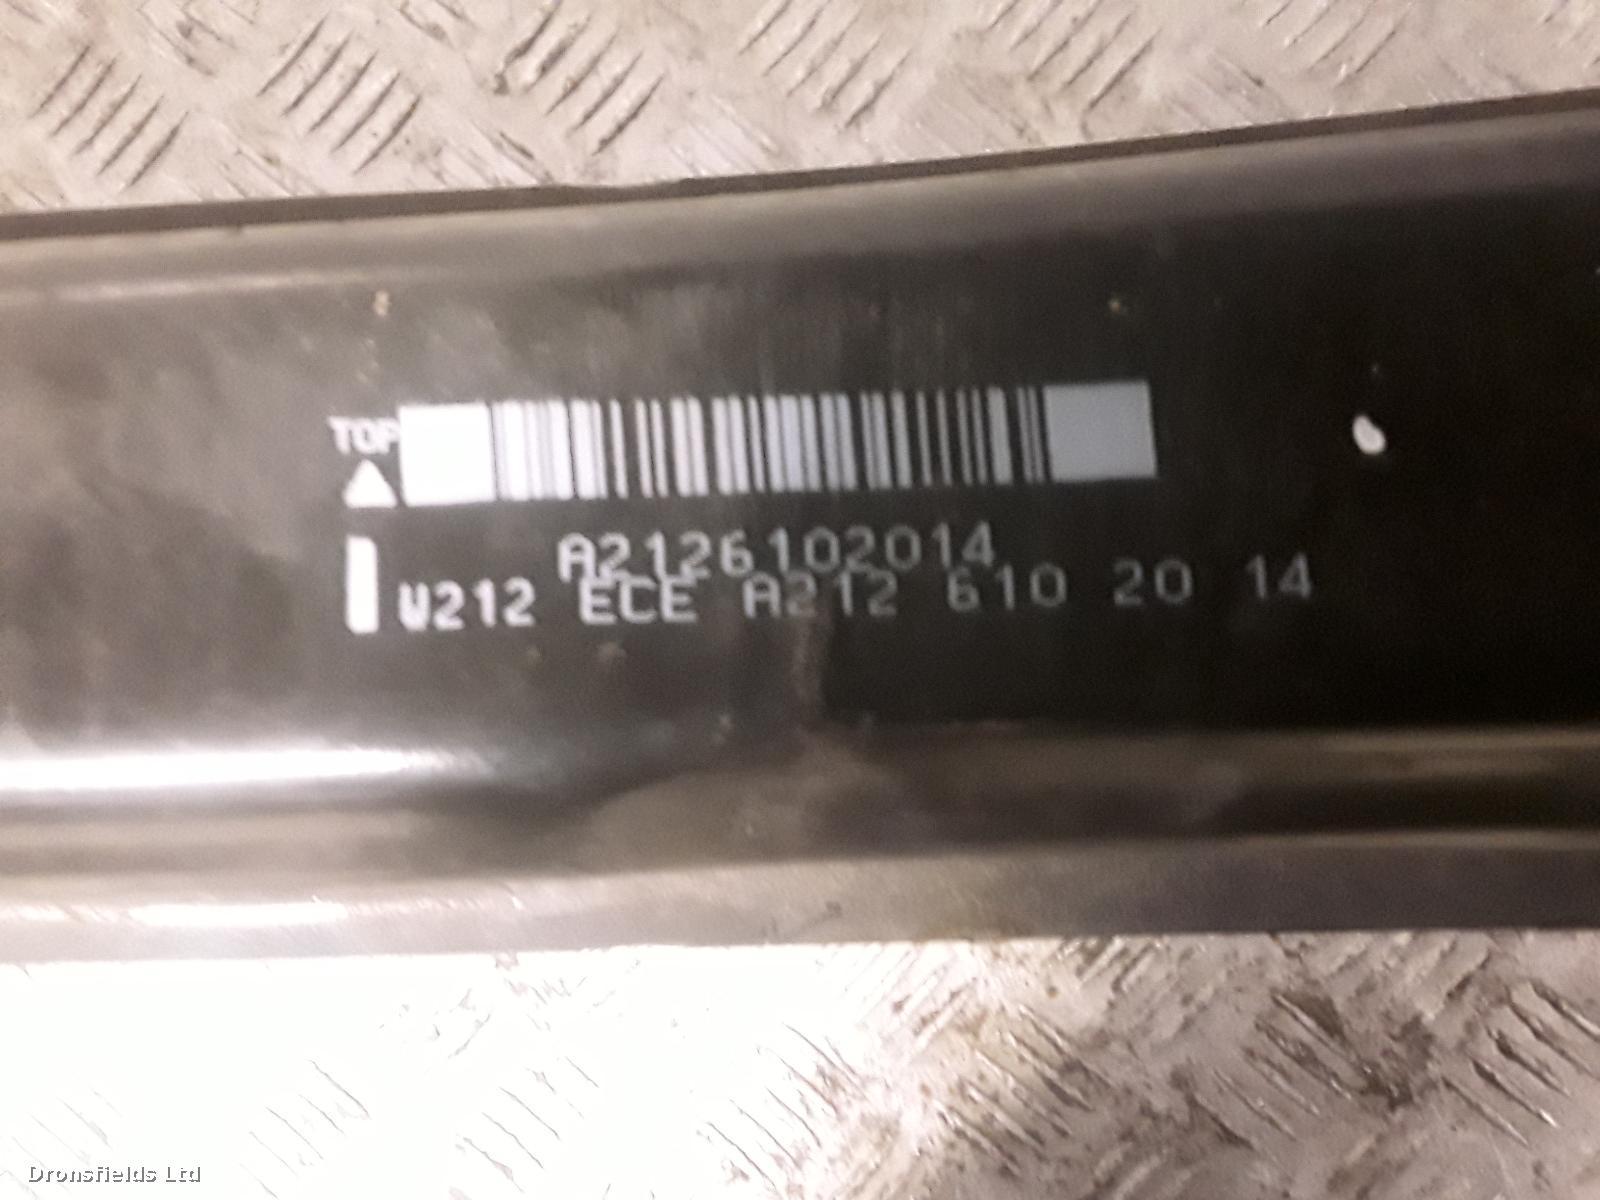 TOP
A2126102014
W212 ECE A212 610 20 14
Dronsfields Ltd